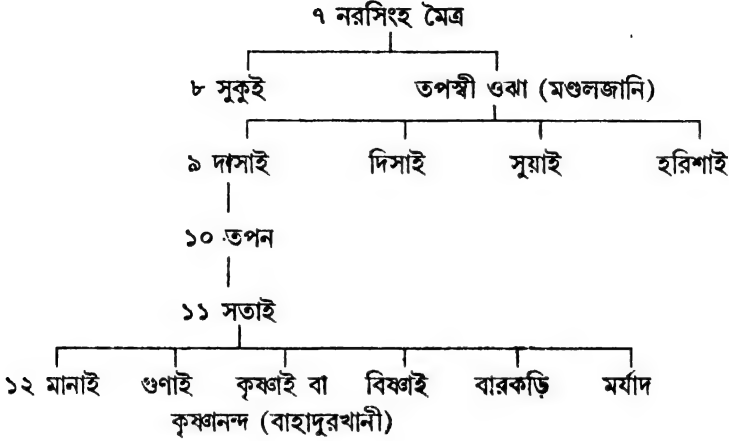 ৭ নরসিংহ মৈত্র
৮ সুকুই তপস্বী ওঝা (মণ্ডলজানি)
৯ দাসাই দিসাই সুয়াই হরিশাই
১০ তপন
১১ সতাই
১২ মানাই গুণাই কৃষ্ণাই বা বিষ্ণাই বারকড়ি মর্যাদ
কৃষ্ণানন্দ (বাহাদুরখানী)